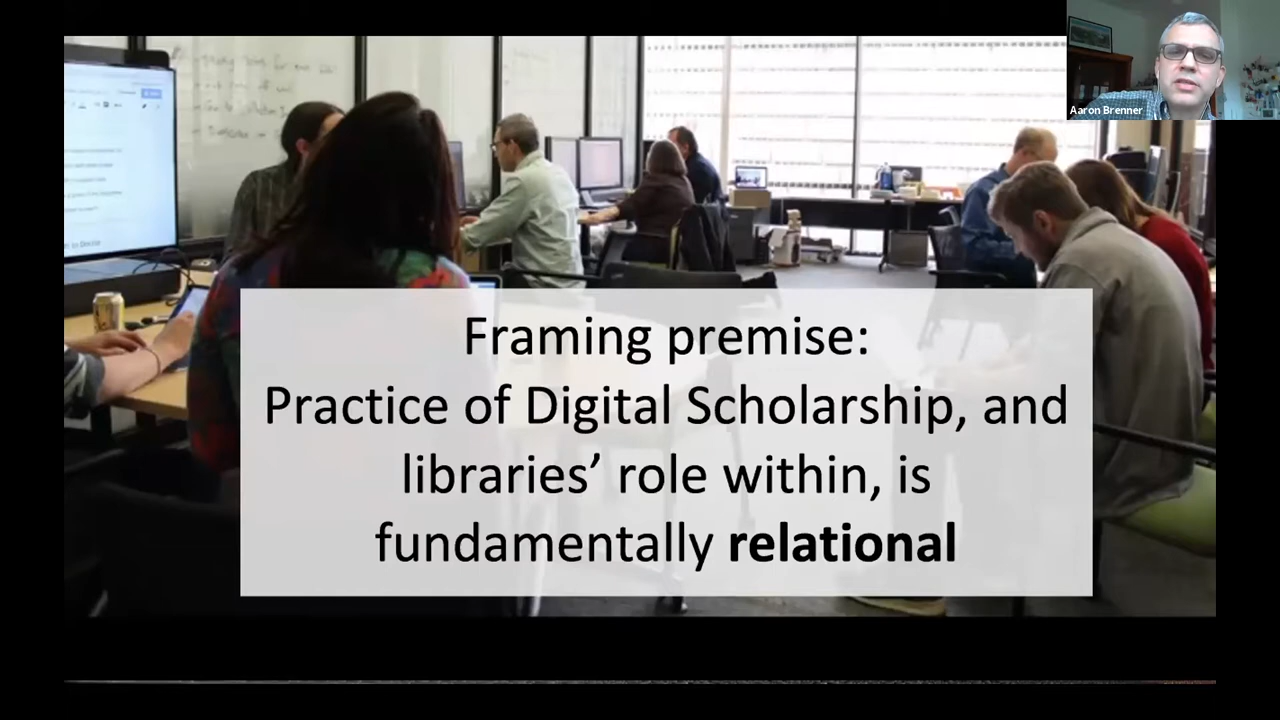 Aaron Brenner
Framing premise:
Practice of Digital Scholarship, and
libraries’ role within, is
fundamentally relational